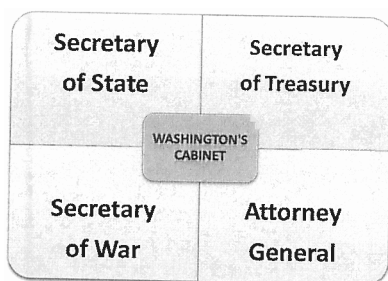 Secretary
of State
Secretary
of Treasury
WASHINGTON'S
CABINET
Secretary
of War
Attorney
General